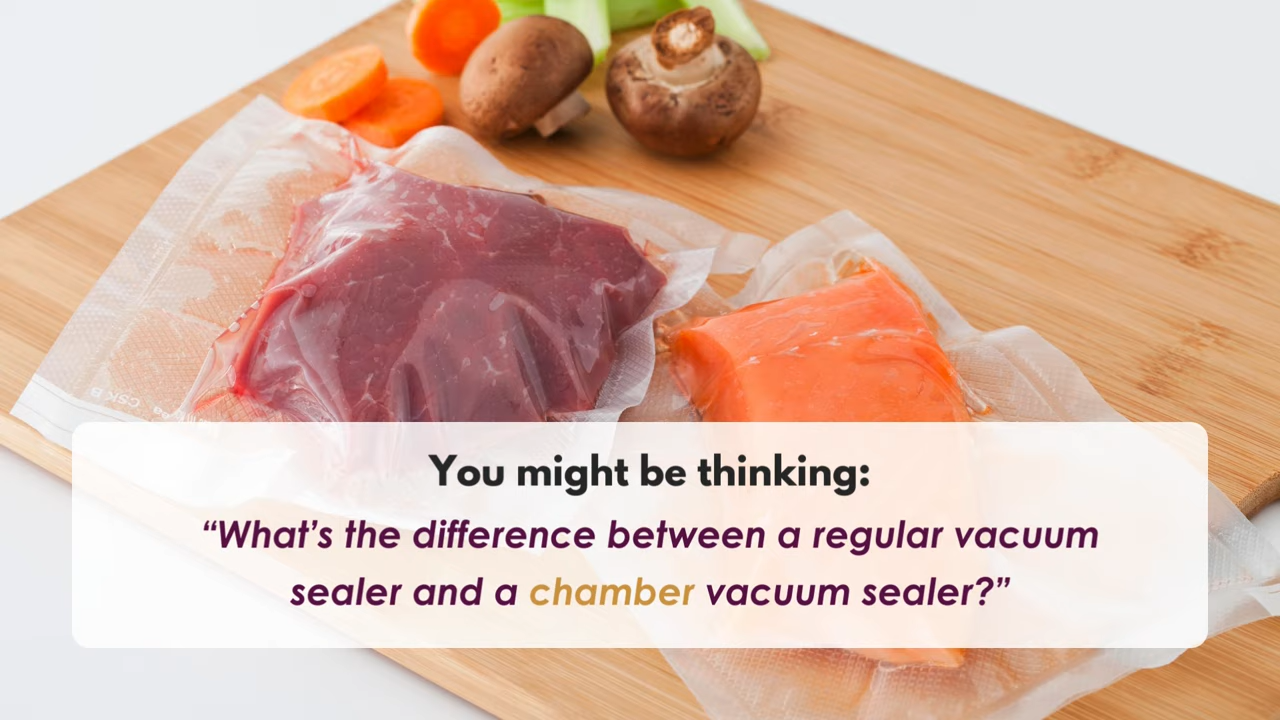 You might be thinking:
“What’s the difference between a regular vacuum
sealer and a chamber vacuum sealer?”